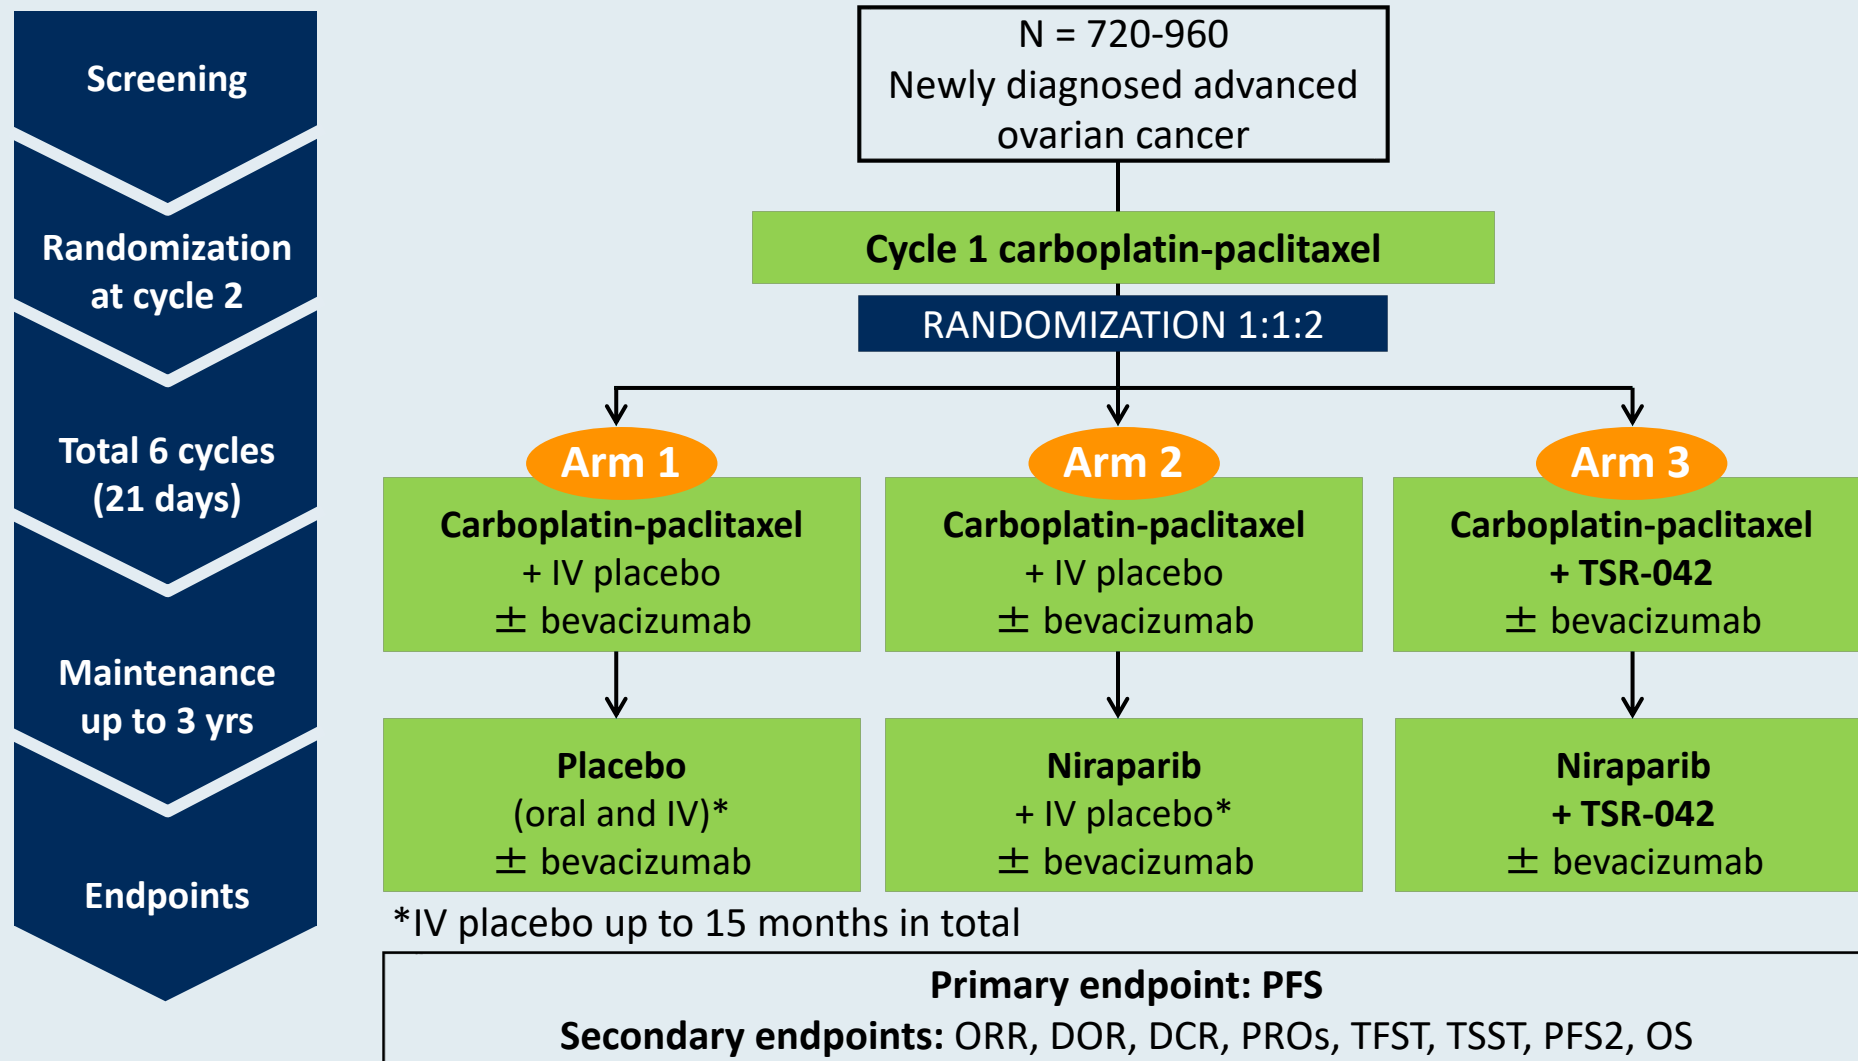 Screening
Randomization
at cycle 2
Total 6 cycles
(21 days)
Maintenance
up to 3 yrs
Endpoints
N = 720-960
Newly diagnosed advanced
ovarian cancer
Cycle 1 carboplatin-paclitaxel
RANDOMIZATION 1:1:2
Arm 1
Carboplatin-paclitaxel
+ IV placebo
± bevacizumab
Placebo
(oral and IV)*
± bevacizumab
Arm 2
Carboplatin-paclitaxel
+ IV placebo
± bevacizumab
Niraparib
+ IV placebo*
± bevacizumab
Arm 3
Carboplatin-paclitaxel
+ TSR-042
± bevacizumab
Niraparib
+ TSR-042
± bevacizumab
*IV placebo up to 15 months in total
Primary endpoint: PFS
Secondary endpoints: ORR, DOR, DCR, PROs, TFST, TSST, PFS2, OS